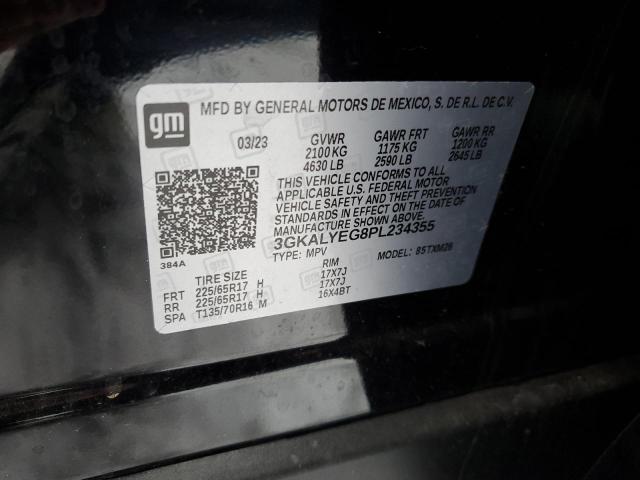 gm
MFD BY GENERAL MOTORS DE MEXICO, S. DE R.L. DE C.V.
03/23 GVWR GAWR FRT GAWR RR
2100 KG 1175 KG 1200 KG
4630 LB 2590 LB 2645 LB
THIS VEHICLE CONFORMS TO ALL
APPLICABLE U.S. FEDERAL MOTOR
VEHICLE SAFETY AND THEFT PREVENTION
STANDARDS IN EFFECT ON THE DATE OF
MANUFACTURE SHOWN ABOVE.
3GKALYEG8PL234355
TYPE: MPV MODEL: 85TXM26
384A
TIRE SIZE RIM
FRT 225/65R17 H 17X7J
RR 225/65R17 H 17X7J
SPA T135/70R16 M 16X4BT